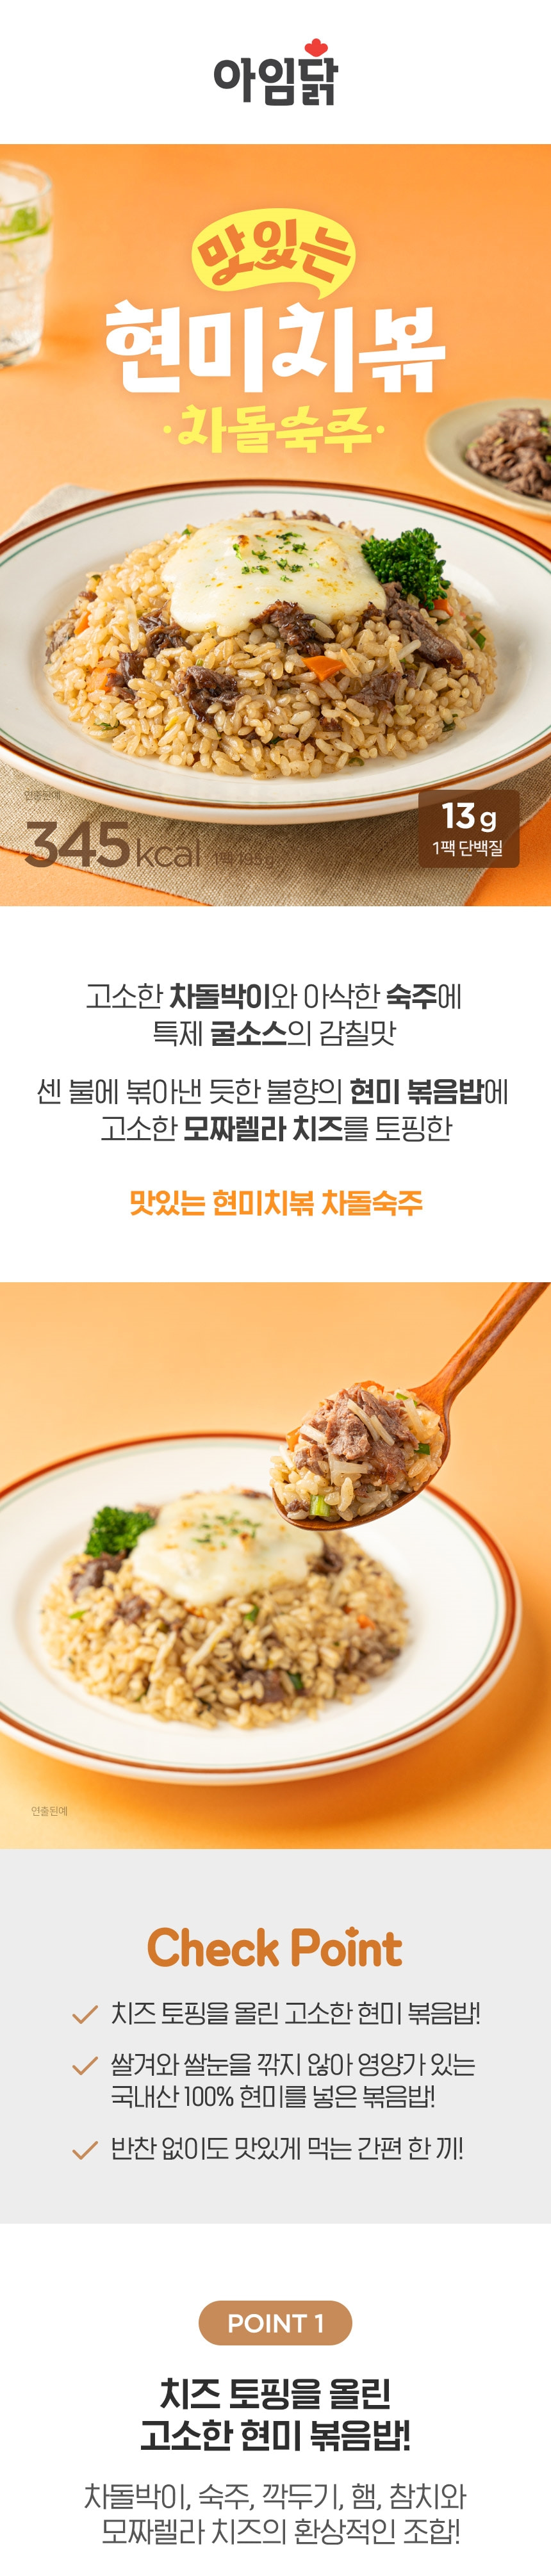 아임닭
맛있는
현미치볶
·차돌숙주·
연출된예
345kcal 1팩 195g
13g
1팩 단백질
고소한 차돌박이와 아삭한 숙주에
특제 굴소스의 감칠맛
센 불에 볶아낸 듯한 불향의 현미 볶음밥에
고소한 모짜렐라 치즈를 토핑한
맛있는 현미치볶 차돌숙주
연출된예
Check Point
치즈 토핑을 올린 고소한 현미 볶음밥!
쌀겨와 쌀눈을 깎지 않아 영양가 있는
국내산 100% 현미를 넣은 볶음밥!
반찬 없이도 맛있게 먹는 간편 한 끼!
POINT 1
치즈 토핑을 올린
고소한 현미 볶음밥!
차돌박이, 숙주, 깍두기, 햄, 참치와
모짜렐라 치즈의 환상적인 조합!